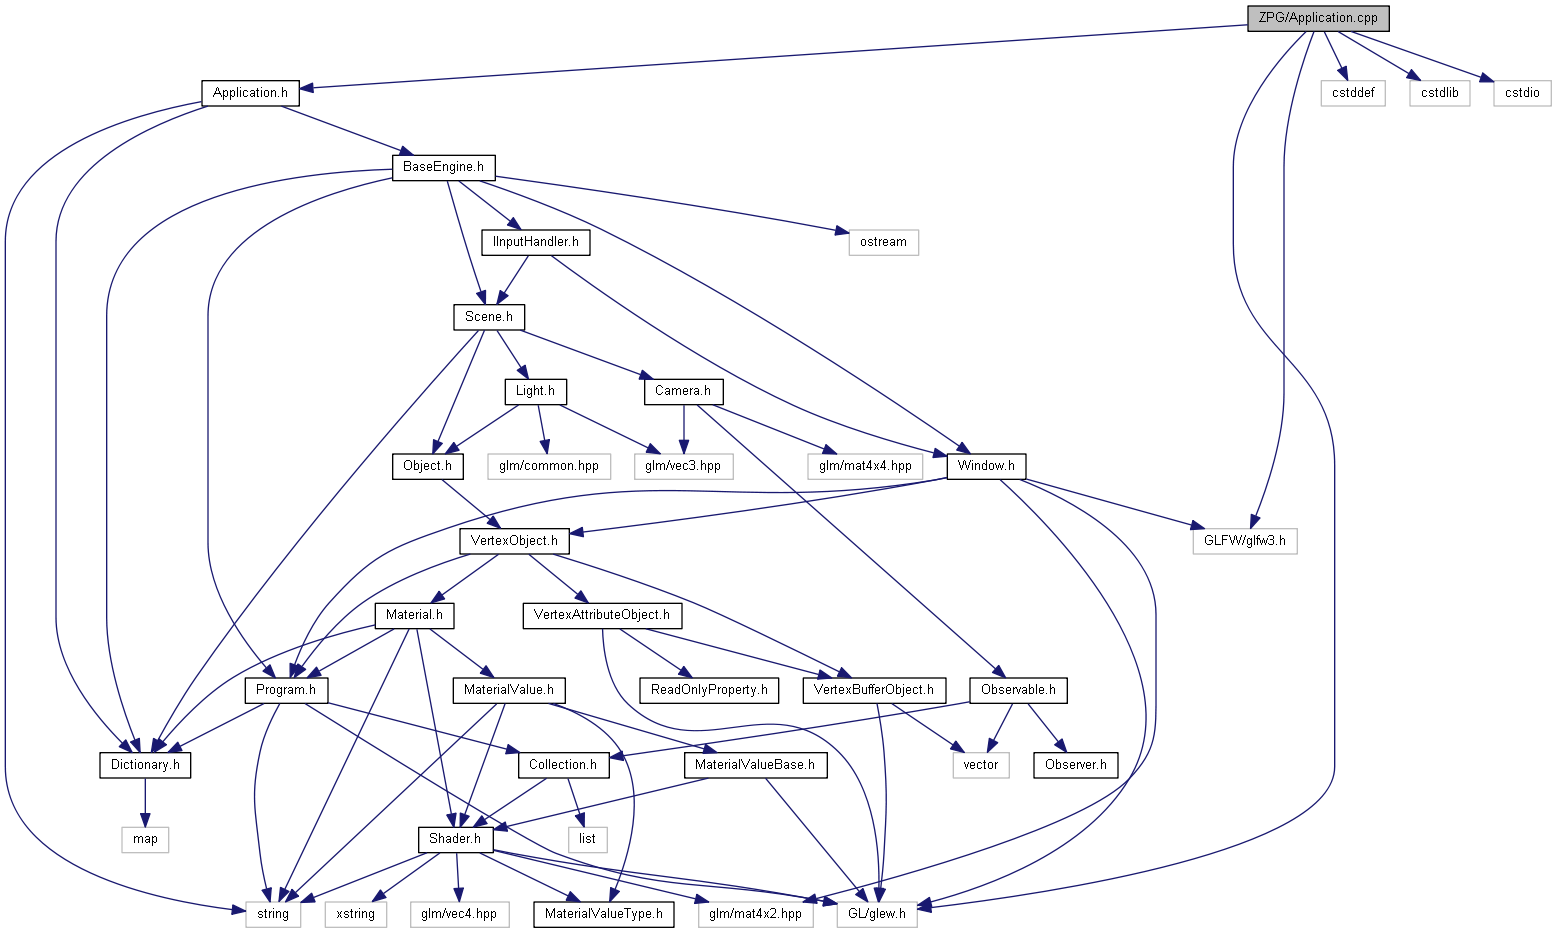 ZPG/Application.cpp
Application.h
cstddef
cstdlib
cstdio
BaseEngine.h
IInputHandler.h
ostream
Scene.h
Light.h
Camera.h
Object.h
glm/common.hpp
glm/vec3.hpp
glm/mat4x4.hpp
Window.h
VertexObject.h
GLFW/glfw3.h
Material.h
VertexAttributeObject.h
Program.h
MaterialValue.h
ReadOnlyProperty.h
VertexBufferObject.h
Observable.h
Dictionary.h
Collection.h
MaterialValueBase.h
vector
Observer.h
map
Shader.h
list
string
xstring
glm/vec4.hpp
MaterialValueType.h
glm/mat4x2.hpp
GL/glew.h